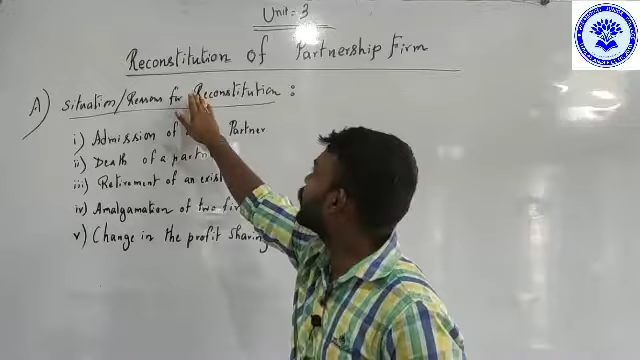 Unit = 3
Reconstitution of Partnership Firm
A) Situation/Reasons for Reconstitution :
i) Admission of a Partner
ii) Death of a partn
iii) Retirement of an exist
iv) Amalgamation of two fir
v) Change in the profit sharing